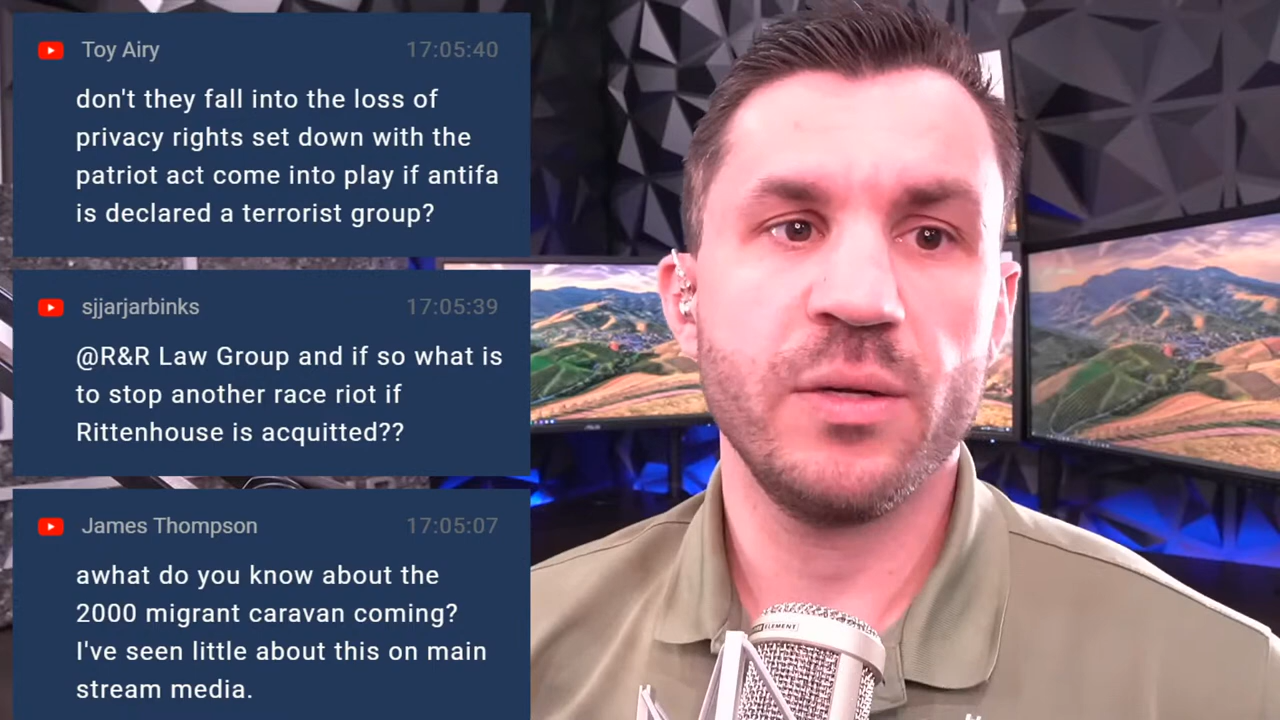 Toy Airy 17:05:40
don't they fall into the loss of
privacy rights set down with the
patriot act come into play if antifa
is declared a terrorist group?
sjjarjarbinks 17:05:39
@R&R Law Group and if so what is
to stop another race riot if
Rittenhouse is acquitted??
James Thompson 17:05:07
awhat do you know about the
2000 migrant caravan coming?
I've seen little about this on main
stream media.
ELEMENT